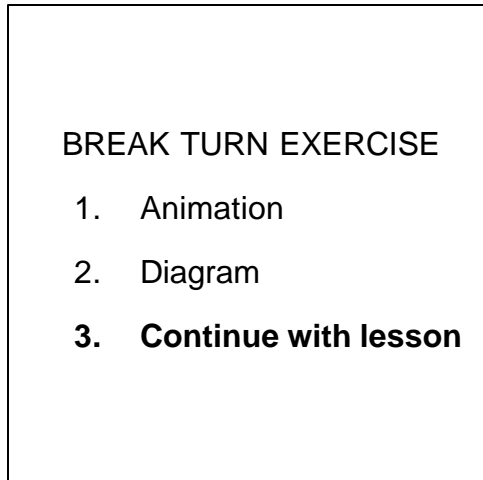 BREAK TURN EXERCISE
1. Animation
2. Diagram
3. Continue with lesson